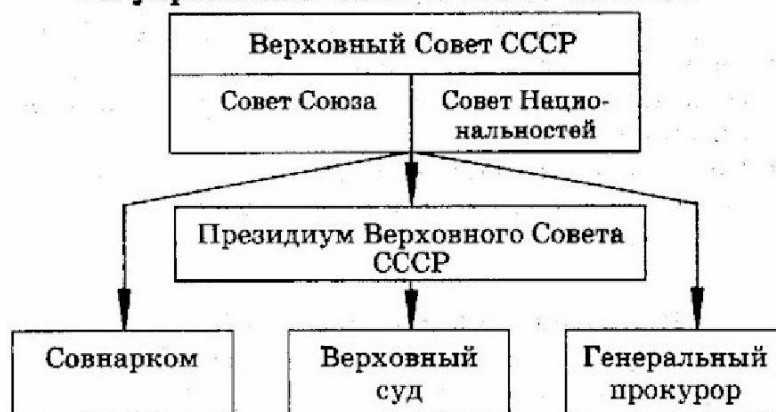 Верховный Совет СССР
Совет Союза
Совет Нацио-
нальностей
Президиум Верховного Совета
СССР
Совнарком
Верховный
суд
Генеральный
прокурор